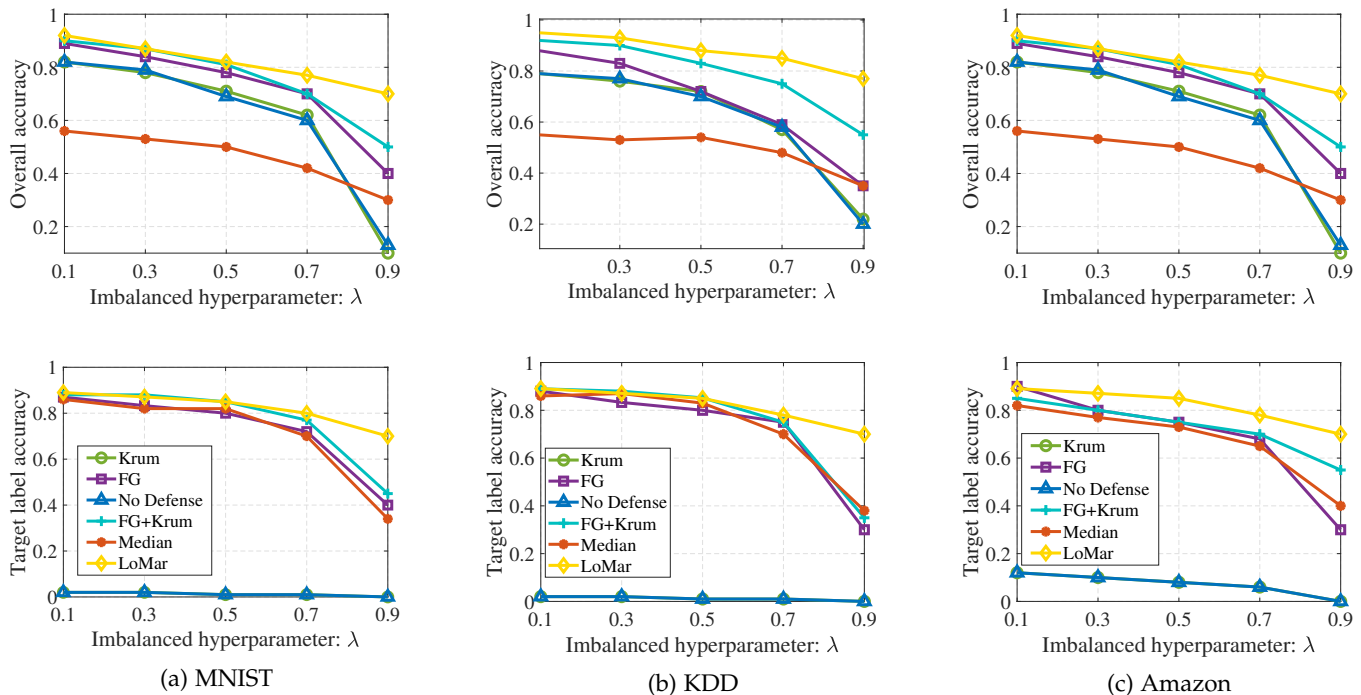 1
0.8
0.6
0.4
0.2
Overall accuracy
0.1 0.3 0.5 0.7 0.9
Imbalanced hyperparameter: λ
1
0.8
0.6
0.4
0.2
Overall accuracy
0.3 0.5 0.7 0.9
Imbalanced hyperparameter: λ
1
0.8
0.6
0.4
0.2
Overall accuracy
0.1 0.3 0.5 0.7 0.9
Imbalanced hyperparameter: λ
1
0.8
0.6
0.4
0.2
0
Target label accuracy
Krum
FG
No Defense
FG+Krum
Median
LoMar
0.1 0.3 0.5 0.7 0.9
Imbalanced hyperparameter: λ
(a) MNIST
1
0.8
0.6
0.4
0.2
0
Target label accuracy
Krum
FG
No Defense
FG+Krum
Median
LoMar
0.1 0.3 0.5 0.7 0.9
Imbalanced hyperparameter: λ
(b) KDD
1
0.8
0.6
0.4
0.2
0
Target label accuracy
Krum
FG
No Defense
FG+Krum
Median
LoMar
0.1 0.3 0.5 0.7 0.9
Imbalanced hyperparameter: λ
(c) Amazon